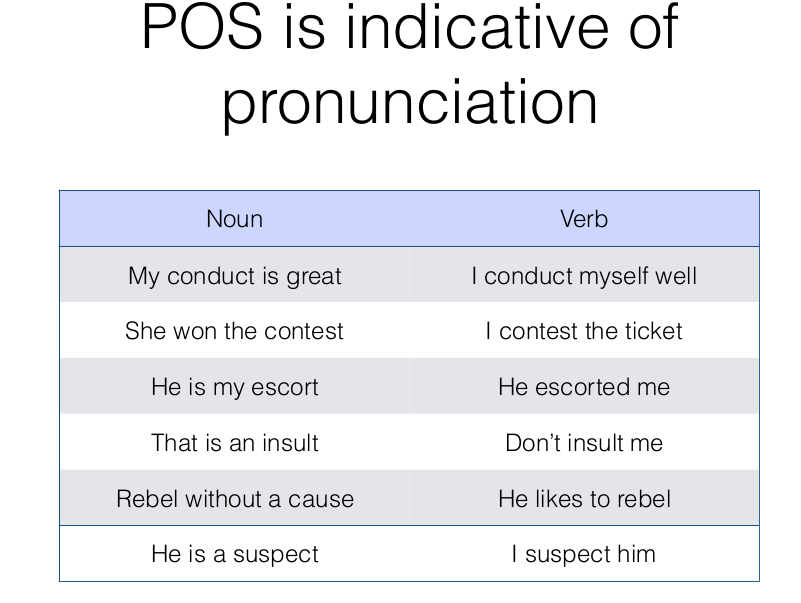 POS is indicative of
pronunciation
Noun Verb
My conduct is great I conduct myself well
She won the contest I contest the ticket
He is my escort He escorted me
That is an insult Don’t insult me
Rebel without a cause He likes to rebel
He is a suspect I suspect him